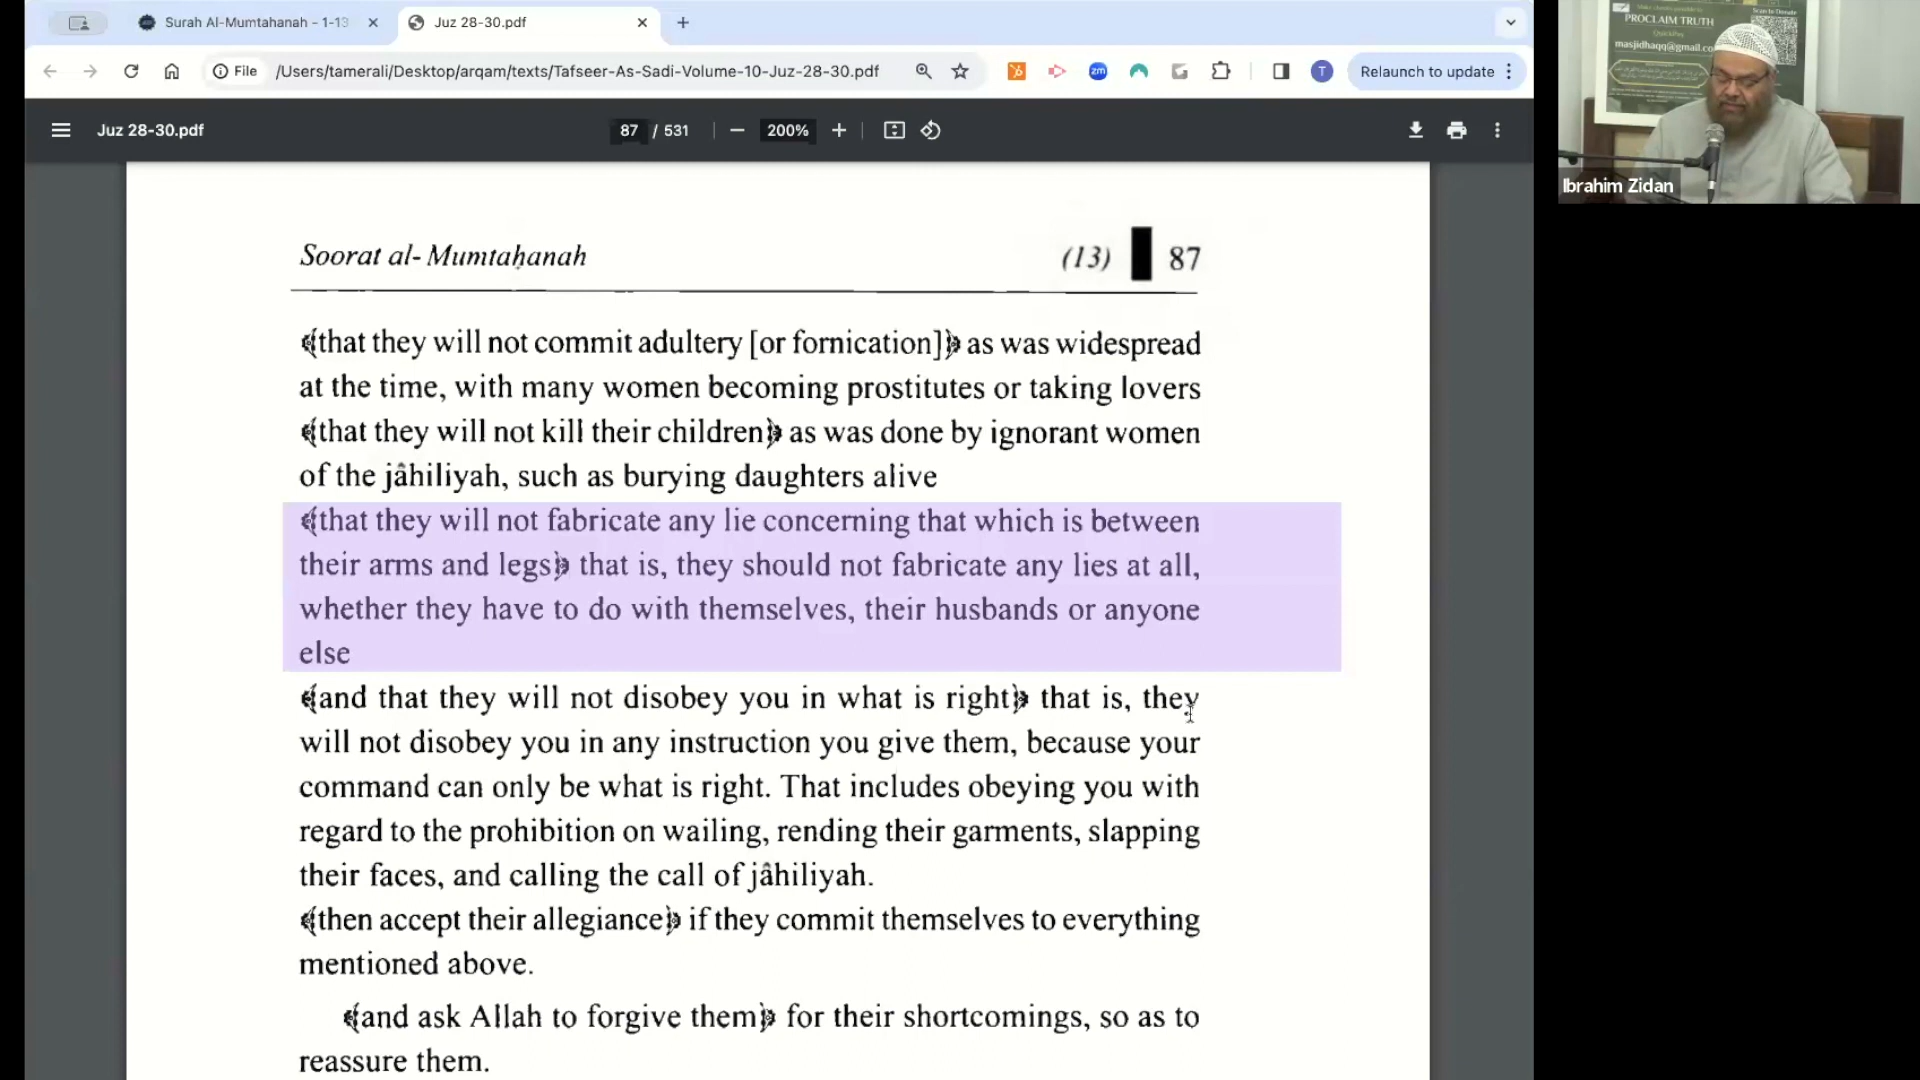 Surah Al-Mumtahanah - 1-13
Juz 28-30.pdf
File
/Users/tamerali/Desktop/arqam/texts/Tafseer-As-Sadi-Volume-10-Juz-28-30.pdf
zm
T
Relaunch to update
Juz 28-30.pdf
87 / 531
200%
Soorat al-Mumtaḥanah (13) 87
﴾that they will not commit adultery [or fornication]﴿ as was widespread
at the time, with many women becoming prostitutes or taking lovers
﴾that they will not kill their children﴿ as was done by ignorant women
of the jâhiliyah, such as burying daughters alive
﴾that they will not fabricate any lie concerning that which is between
their arms and legs﴿ that is, they should not fabricate any lies at all,
whether they have to do with themselves, their husbands or anyone
else
﴾and that they will not disobey you in what is right﴿ that is, they
will not disobey you in any instruction you give them, because your
command can only be what is right. That includes obeying you with
regard to the prohibition on wailing, rending their garments, slapping
their faces, and calling the call of jâhiliyah.
﴾then accept their allegiance﴿ if they commit themselves to everything
mentioned above.
﴾and ask Allah to forgive them﴿ for their shortcomings, so as to
reassure them.
Scan to Donate
PROCLAIM TRUTH
QuickPay
masjidhaqq@gmail.co
Ibrahim Zidan